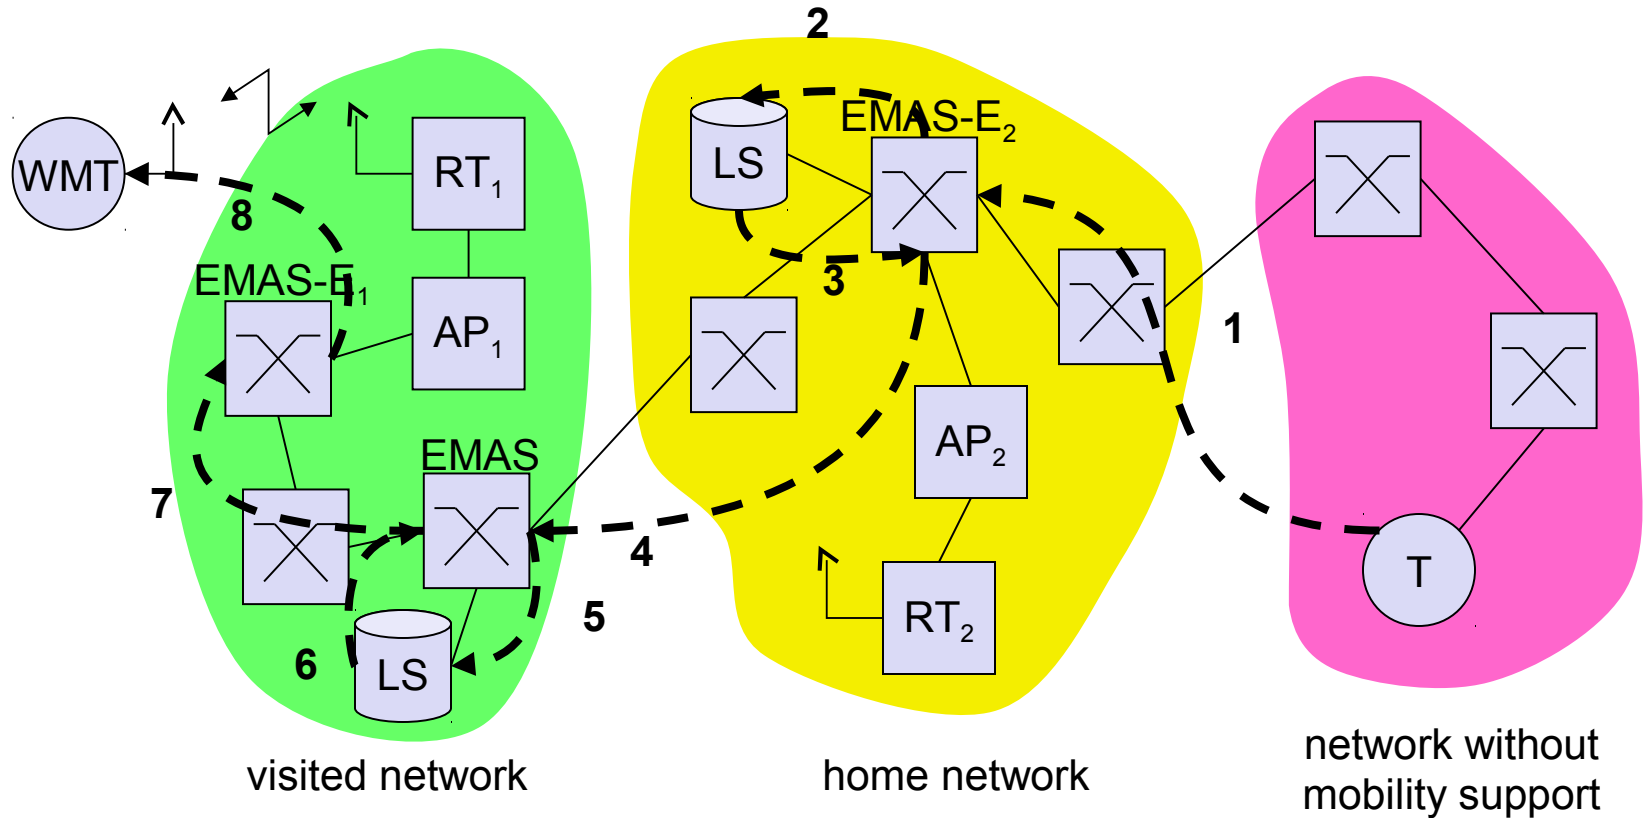 2
EMAS-E2
WMT
RT1
LS
8
EMAS-E1
3
AP1
1
EMAS
AP2
7
4
T
5
RT2
6
LS
visited network
home network
network without
mobility support